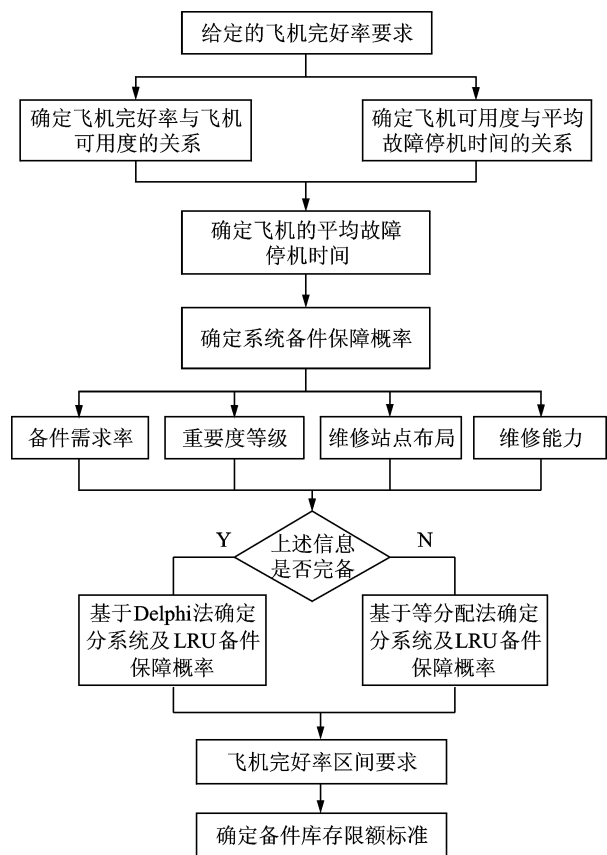 给定的飞机完好率要求
确定飞机完好率与飞机
可用度的关系
确定飞机可用度与平均
故障停机时间的关系
确定飞机的平均故障
停机时间
确定系统备件保障概率
备件需求率
重要度等级
维修站点布局
维修能力
Y
上述信息
是否完备
N
基于Delphi法确定
分系统及LRU备件
保障概率
基于等分配法确定
分系统及LRU备件
保障概率
飞机完好率区间要求
确定备件库存限额标准